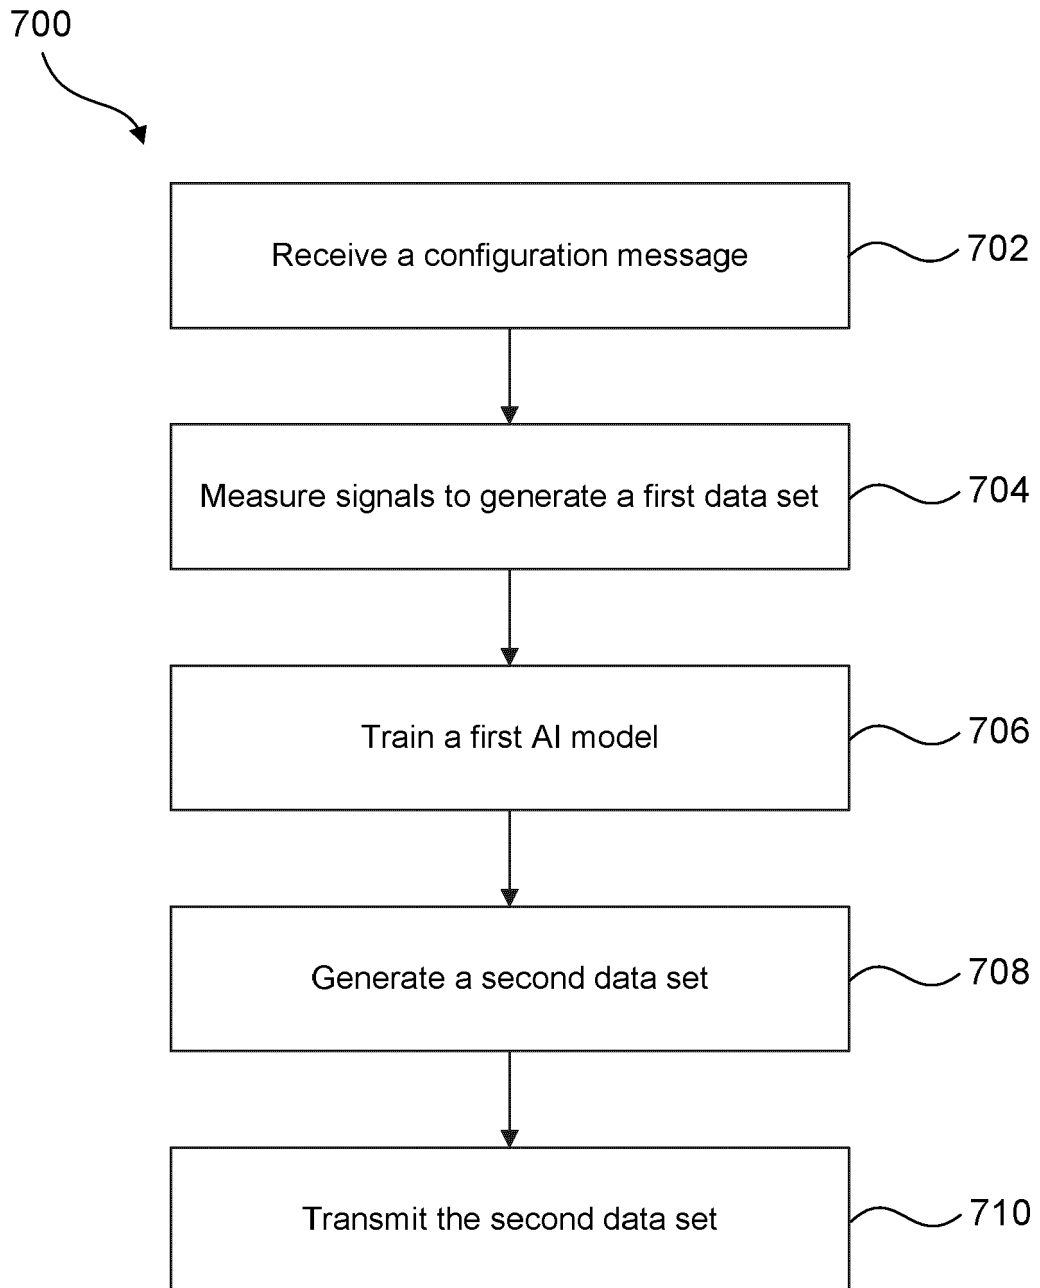 700
Receive a configuration message
702
Measure signals to generate a first data set
704
Train a first AI model
706
Generate a second data set
708
Transmit the second data set
710